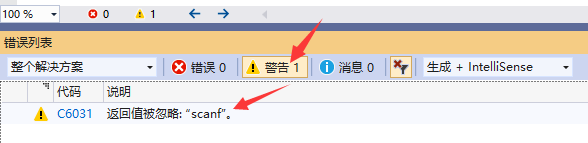 100 % 0 1
错误列表
整个解决方案 错误 0 警告 1 消息 0 生成 + IntelliSense
代码 说明
C6031 返回值被忽略: “scanf”。